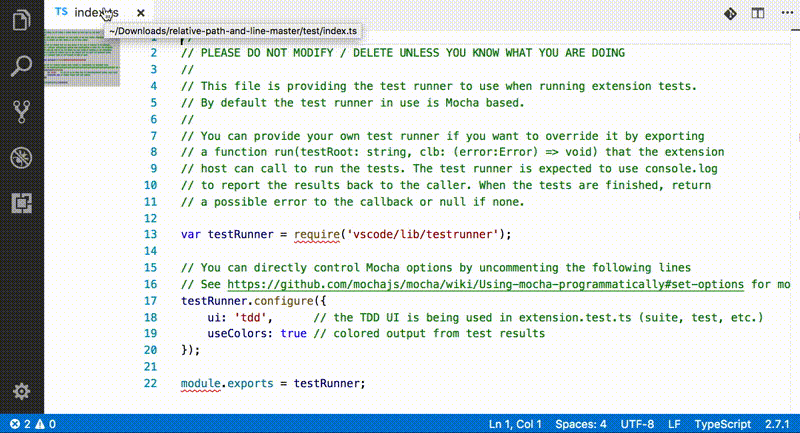 TS index.ts ×
~/Downloads/relative-path-and-line-master/test/index.ts
1 //
2 // PLEASE DO NOT MODIFY / DELETE UNLESS YOU KNOW WHAT YOU ARE DOING
3 //
4 // This file is providing the test runner to use when running extension tests.
5 // By default the test runner in use is Mocha based.
6 //
7 // You can provide your own test runner if you want to override it by exporting
8 // a function run(testRoot: string, clb: (error:Error) => void) that the extension
9 // host can call to run the tests. The test runner is expected to use console.log
10 // to report the results back to the caller. When the tests are finished, return
11 // a possible error to the callback or null if none.
12
13 var testRunner = require('vscode/lib/testrunner');
14
15 // You can directly control Mocha options by uncommenting the following lines
16 // See https://github.com/mochajs/mocha/wiki/Using-mocha-programmatically#set-options for mo
17 testRunner.configure({
18 ui: 'tdd', // the TDD UI is being used in extension.test.ts (suite, test, etc.)
19 useColors: true // colored output from test results
20 });
21
22 module.exports = testRunner;
2 0 Ln 1, Col 1 Spaces: 4 UTF-8 LF TypeScript 2.7.1